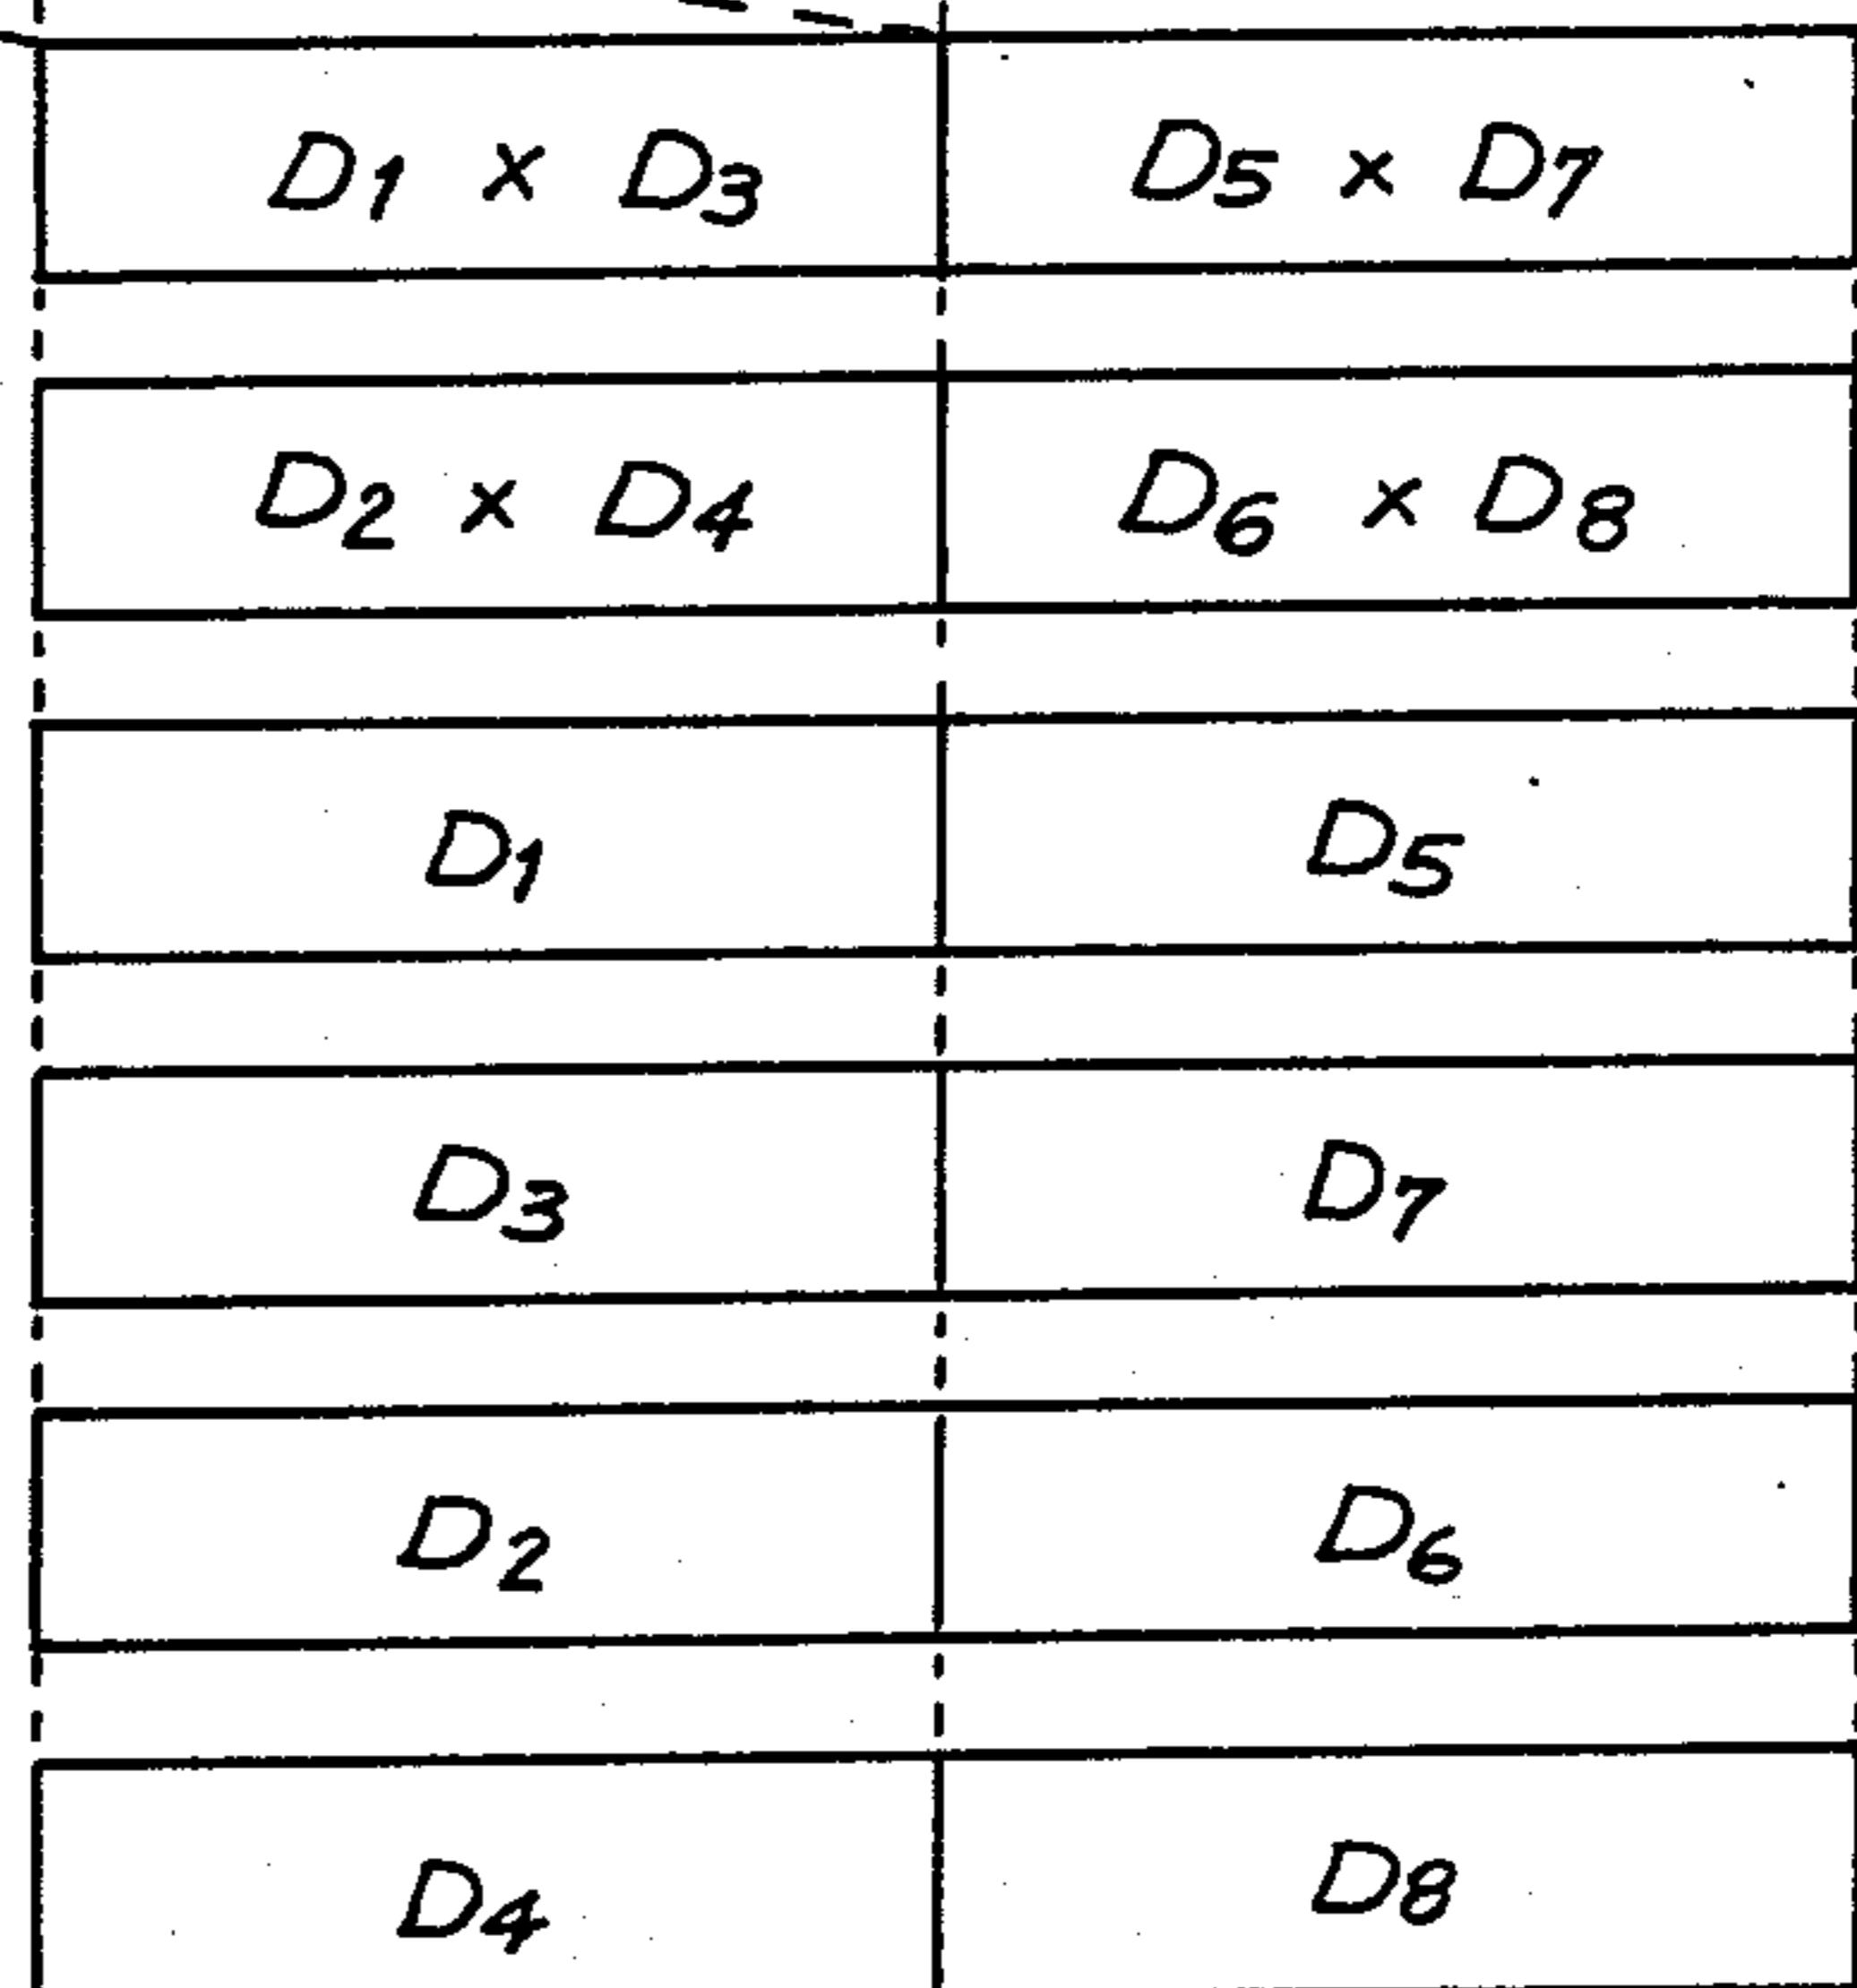 D1 × D3 D5 × D7
D2 × D4 D6 × D8
D1 D5
D3 D7
D2 D6
D4 D8